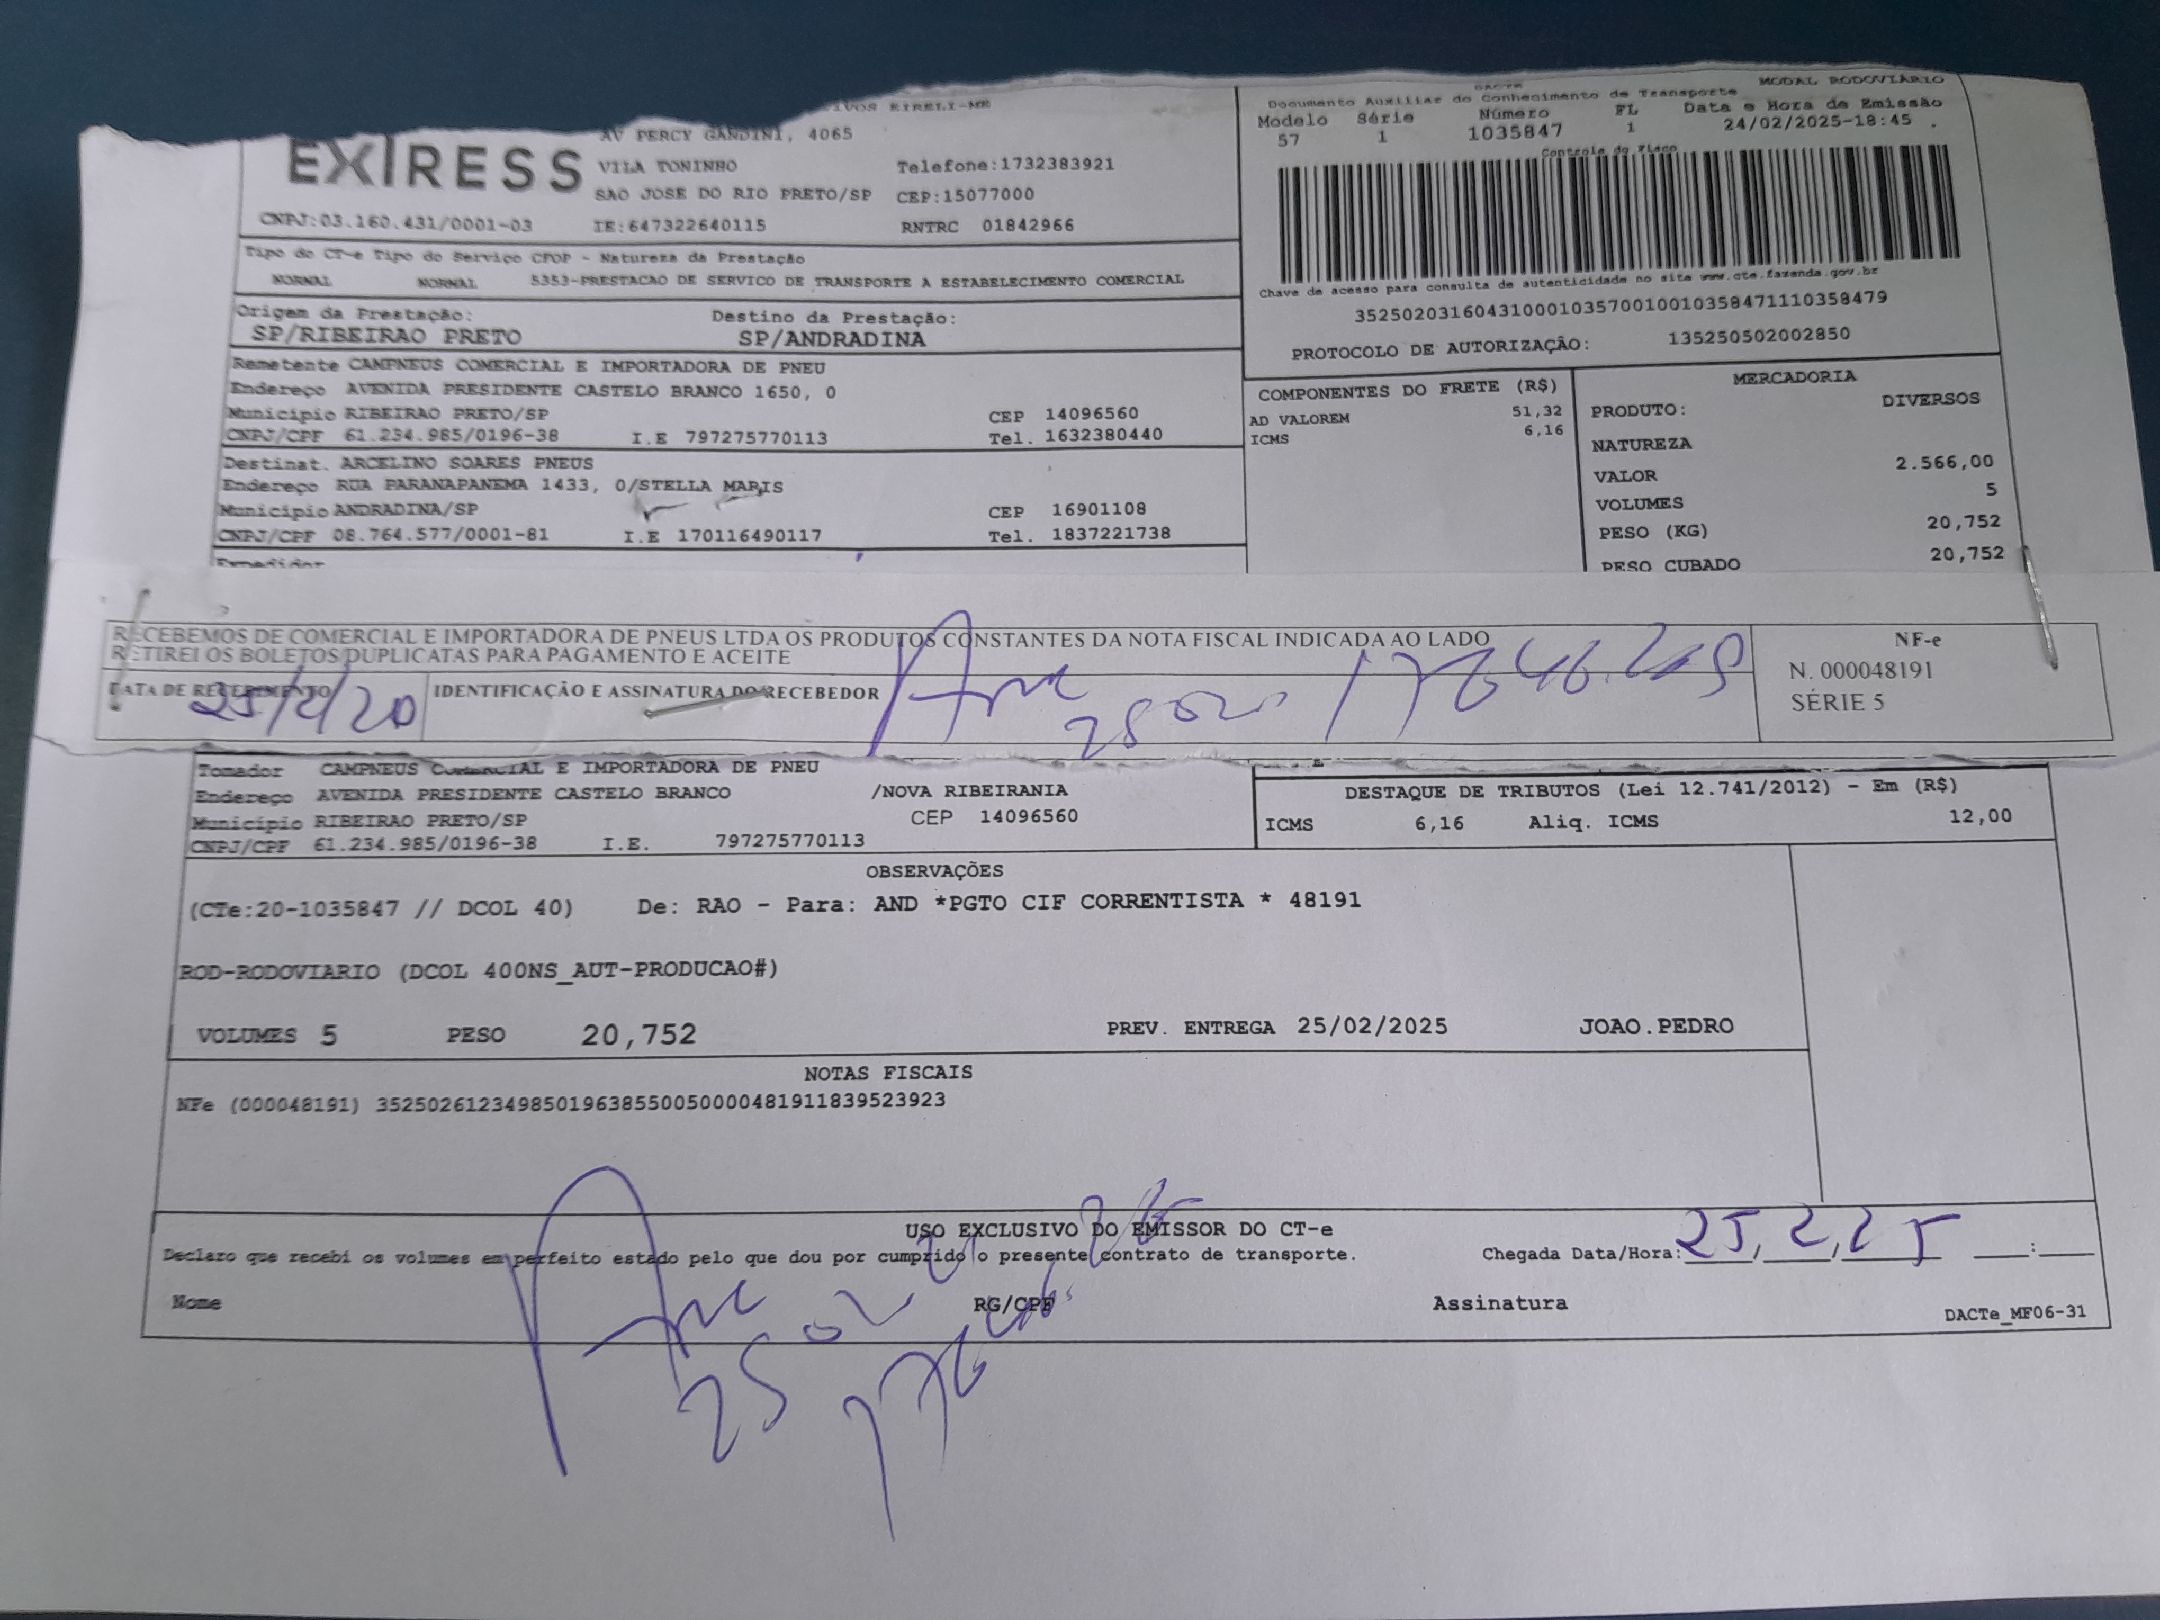 AV PERCY GANDINI, 4065
EXIRESS
VILA TONINHO Telefone:1732383921
SAO JOSE DO RIO PRETO/SP CEP:15077000
CNPJ:03.160.431/0001-03 IE:647322640115 RNTRC 01842966
Tipo do CT-e Tipo do Serviço CFOP - Natureza da Prestação
NORMAL NORMAL 5353-PRESTACAO DE SERVICO DE TRANSPORTE A ESTABELECIMENTO COMERCIAL
Origem da Prestação: Destino da Prestação:
SP/RIBEIRAO PRETO SP/ANDRADINA
Remetente CAMPNEUS COMERCIAL E IMPORTADORA DE PNEU
Endereço AVENIDA PRESIDENTE CASTELO BRANCO 1650, 0
Município RIBEIRAO PRETO/SP CEP 14096560
CNPJ/CPF 61.234.985/0196-38 I.E 797275770113 Tel. 1632380440
Destinat. ARCELINO SOARES PNEUS
Endereço RUA PARANAPANEMA 1433, 0/STELLA MARIS
Município ANDRADINA/SP CEP 16901108
CNPJ/CPF 08.764.577/0001-81 I.E 170116490117 Tel. 1837221738
Expedidor
MODAL RODOVIÁRIO
Documento Auxiliar do Conhecimento de Transporte
Modelo Série Número FL Data e Hora de Emissão
57 1 1035847 1 24/02/2025-18:45
Controle do Fisco
Chave de acesso para consulta de autenticidade no site www.cte.fazenda.gov.br
35250203160431000103570010010358471110358479
PROTOCOLO DE AUTORIZAÇÃO: 135250502002850
COMPONENTES DO FRETE (R$)
AD VALOREM 51,32
ICMS 6,16
MERCADORIA
PRODUTO: DIVERSOS
NATUREZA
VALOR 2.566,00
VOLUMES 5
PESO (KG) 20,752
PESO CUBADO 20,752
RECEBEMOS DE COMERCIAL E IMPORTADORA DE PNEUS LTDA OS PRODUTOS CONSTANTES DA NOTA FISCAL INDICADA AO LADO
RETIREI OS BOLETOS DUPLICATAS PARA PAGAMENTO E ACEITE
DATA DE RECEBIMENTO IDENTIFICAÇÃO E ASSINATURA DO RECEBEDOR
25/2/20
NF-e
N. 000048191
SÉRIE 5
Tomador CAMPNEUS COMERCIAL E IMPORTADORA DE PNEU
Endereço AVENIDA PRESIDENTE CASTELO BRANCO /NOVA RIBEIRANIA
Município RIBEIRAO PRETO/SP CEP 14096560
CNPJ/CPF 61.234.985/0196-38 I.E. 797275770113
DESTAQUE DE TRIBUTOS (Lei 12.741/2012) - Em (R$)
ICMS 6,16 Aliq. ICMS 12,00
OBSERVAÇÕES
(CTe:20-1035847 // DCOL 40) De: RAO - Para: AND *PGTO CIF CORRENTISTA * 48191
ROD-RODOVIARIO (DCOL 400NS_AUT-PRODUCAO#)
VOLUMES 5 PESO 20,752 PREV. ENTREGA 25/02/2025 JOAO.PEDRO
NOTAS FISCAIS
NFe (000048191) 35250261234985019638550050000481911839523923
USO EXCLUSIVO DO EMISSOR DO CT-e
Declaro que recebi os volumes em perfeito estado pelo que dou por cumprido o presente contrato de transporte. Chegada Data/Hora: 25/2/25 __:__
Nome RG/CPF Assinatura DACTe_MF06-31